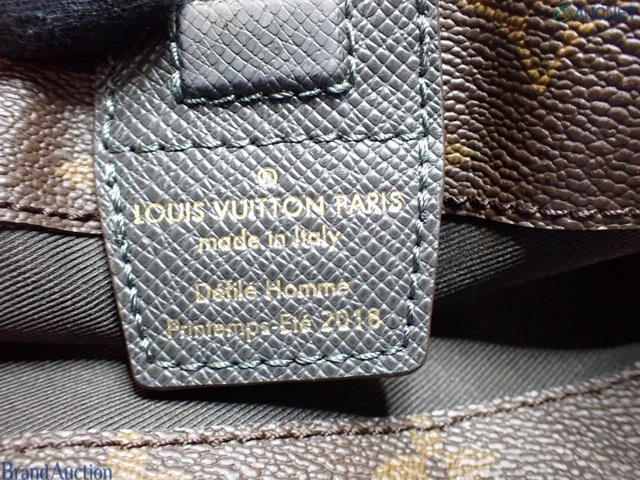 ®
LOUIS VUITTON PARIS
made in Italy
Défilé Homme
Printemps-Eté 2018
BRAND AUCTION